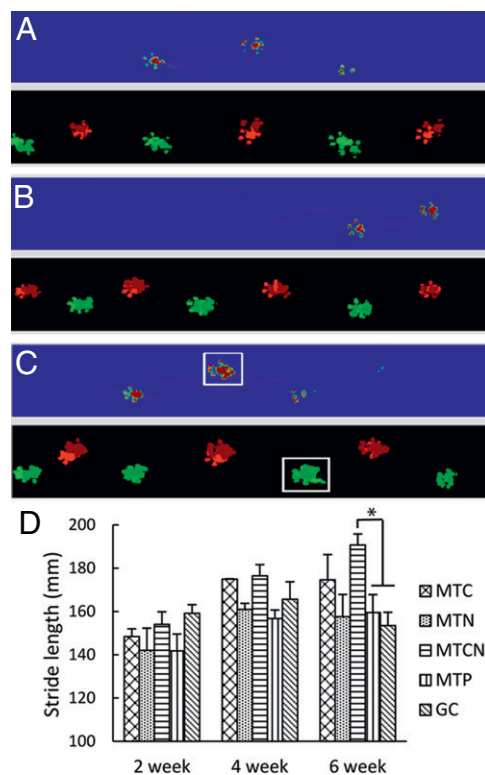 A
B
C
D
*
Stride length (mm)
200
180
160
140
120
100
2 week
4 week
6 week
MTC
MTN
MTCN
MTP
GC